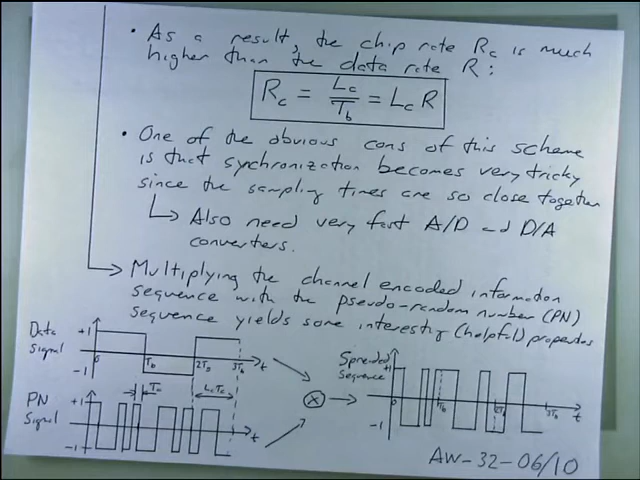 • As a result, the chip rate Rc is much
higher than the data rate R:
Rc = Lc/Tb = Lc R
• One of the obvious cons of this scheme
is that sychronization becomes very tricky
since the sampling times are so close together
↳ Also need very fast A/D and D/A
converters.
→ Multiplying the channel encoded information
sequence with the pseudo-random number (PN)
sequence yields some interesting (helpful) properties
Data
Signal
+1
-1
0
Tb
2Tb
3Tb
t
Tc
LcTc
PN
Signal
+1
-1
t
Spreaded
Sequence
+1
-1
0
Tb
2Tb
3Tb
t
AW-32-06/10